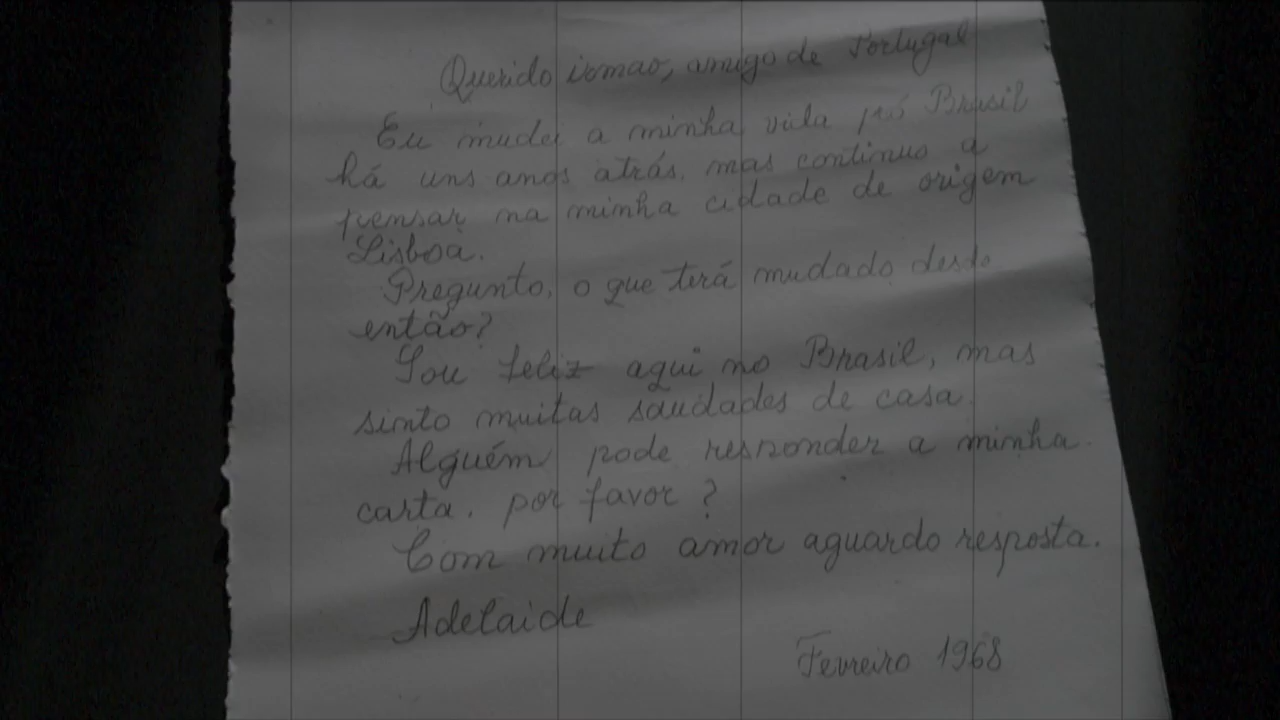 Querido irmao, amigo de Portugal
Eu mudei a minha vida pró Brasil
há uns anos atrás, mas continuo a
pensar na minha cidade de origem
Lisboa.
Pregunto, o que terá mudado desde
então?
Sou feliz aqui no Brasil, mas
sinto muitas saudades de casa.
Alguém pode responder a minha
carta, por favor?
Com muito amor aguardo resposta.
Adelaide
Fevreiro 1968